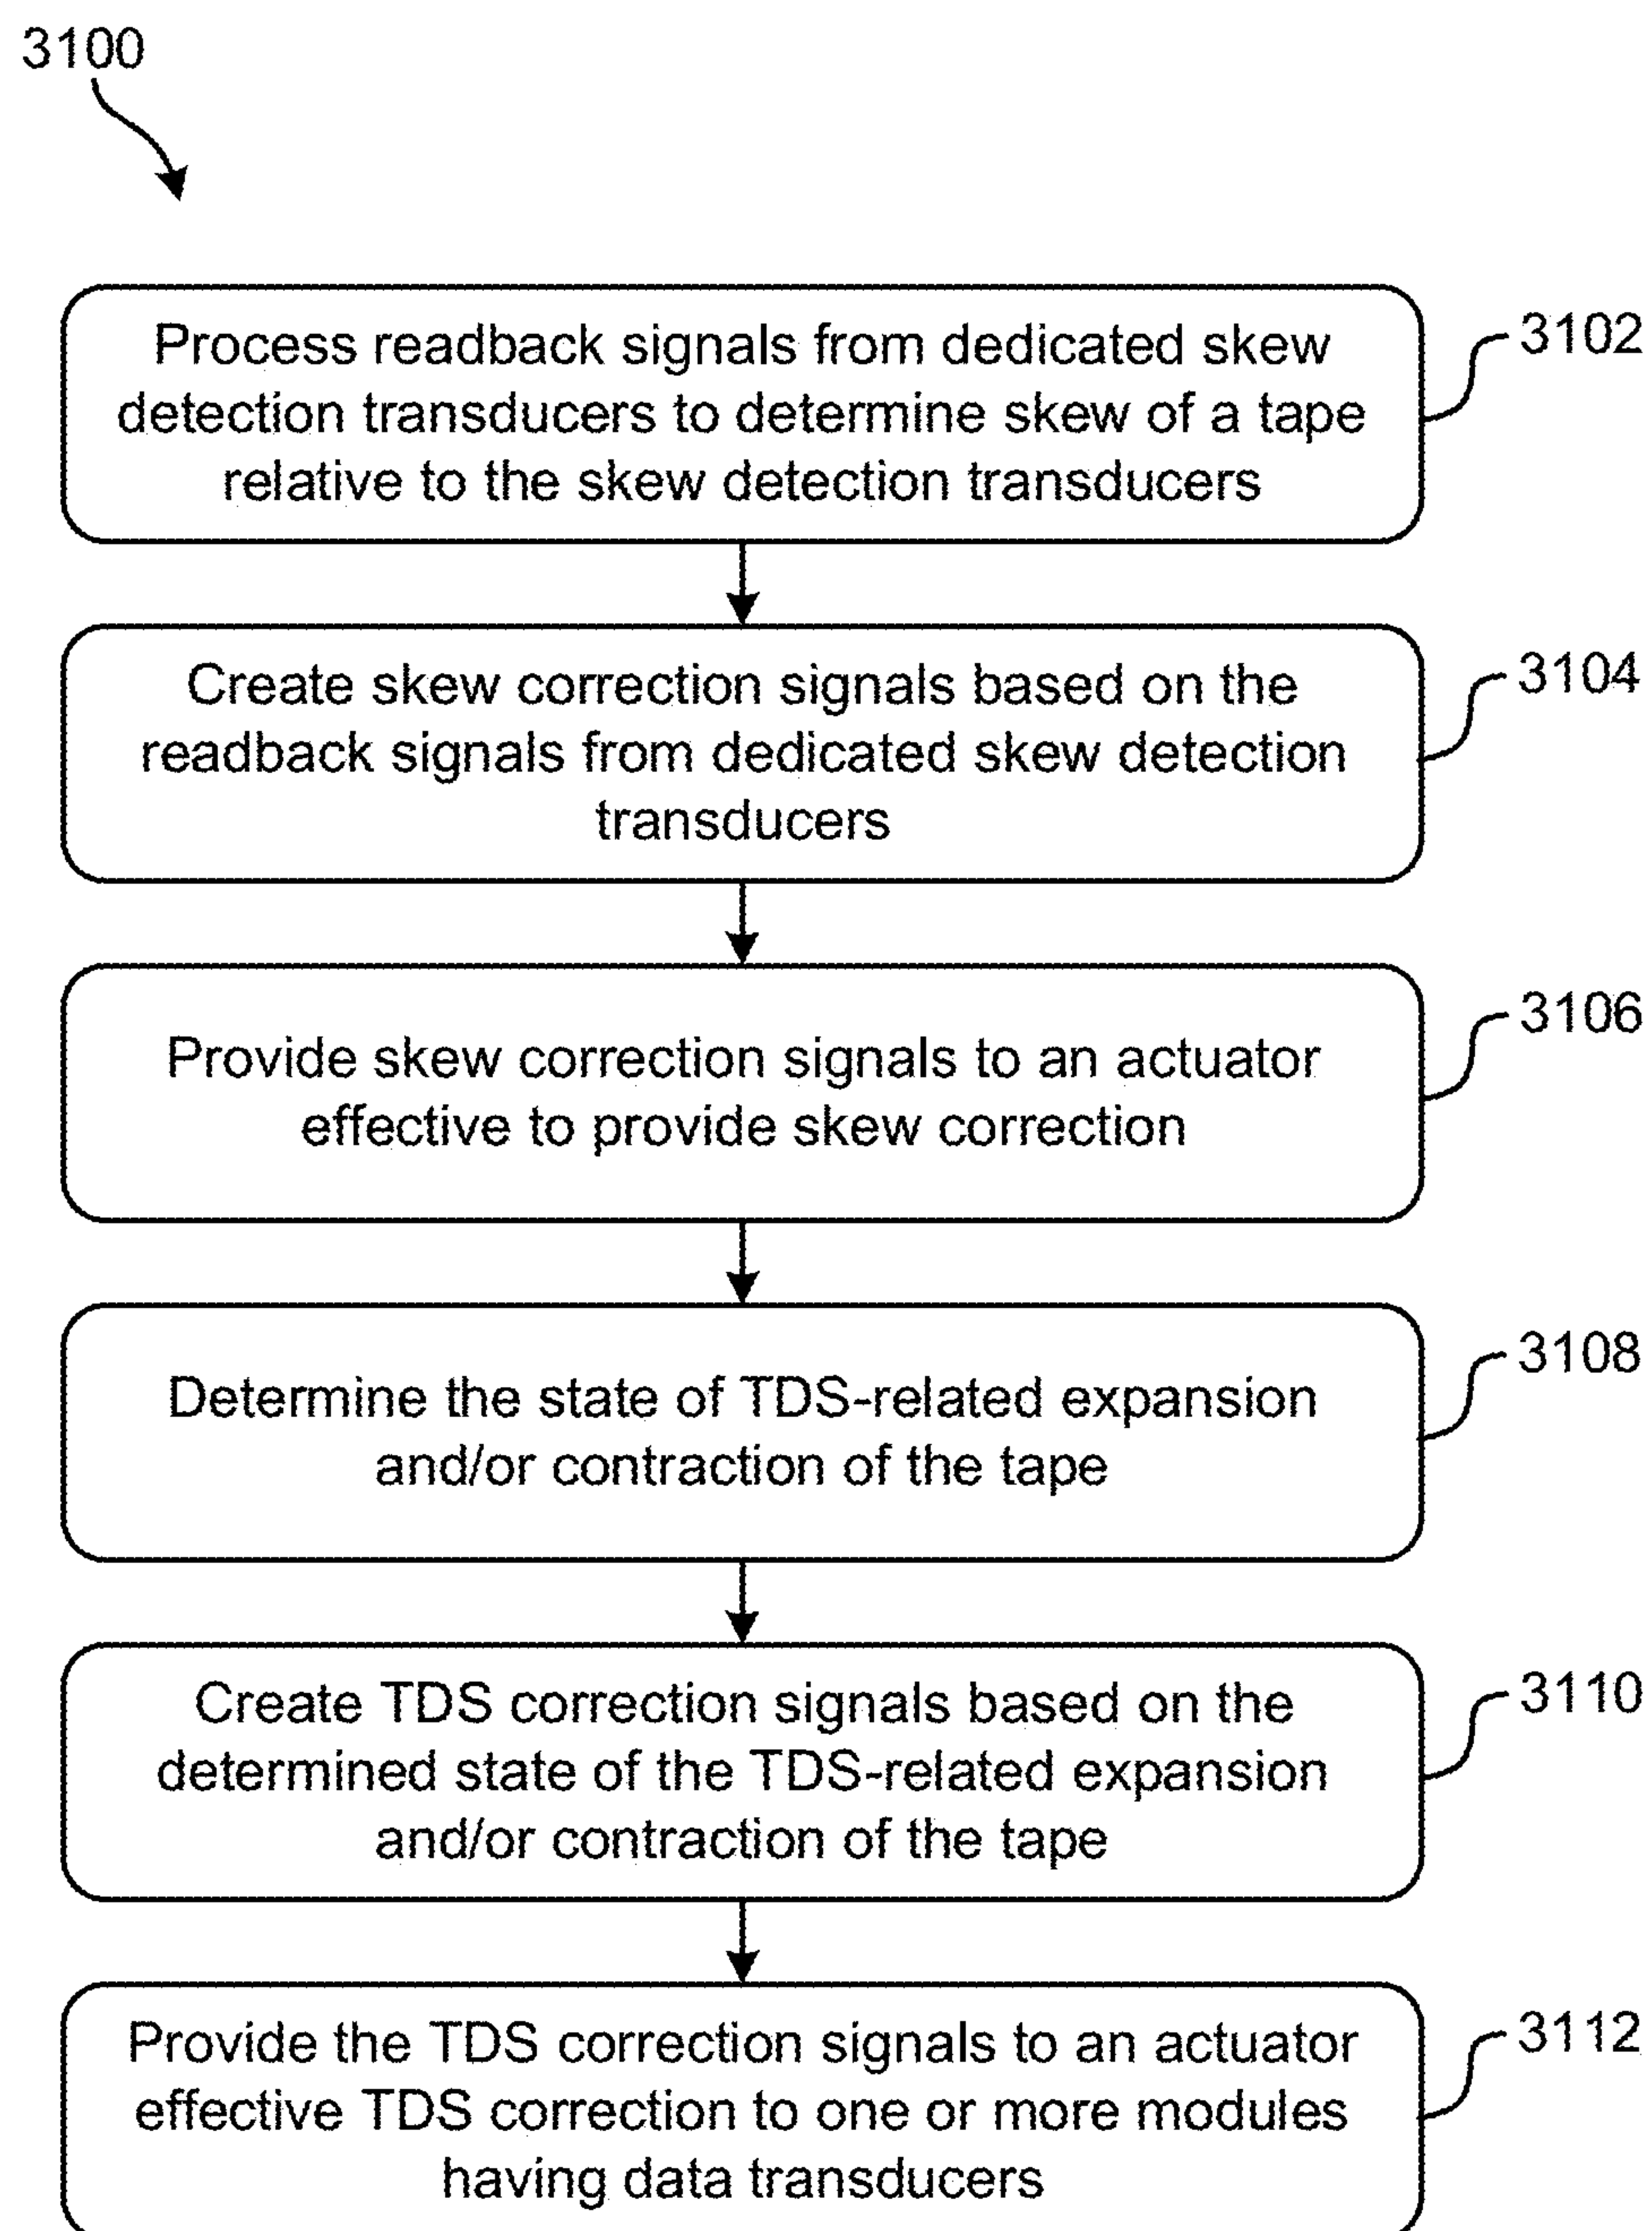 3100
Process readback signals from dedicated skew
detection transducers to determine skew of a tape
relative to the skew detection transducers
3102
Create skew correction signals based on the
readback signals from dedicated skew detection
transducers
3104
Provide skew correction signals to an actuator
effective to provide skew correction
3106
Determine the state of TDS-related expansion
and/or contraction of the tape
3108
Create TDS correction signals based on the
determined state of the TDS-related expansion
and/or contraction of the tape
3110
Provide the TDS correction signals to an actuator
effective TDS correction to one or more modules
having data transducers
3112